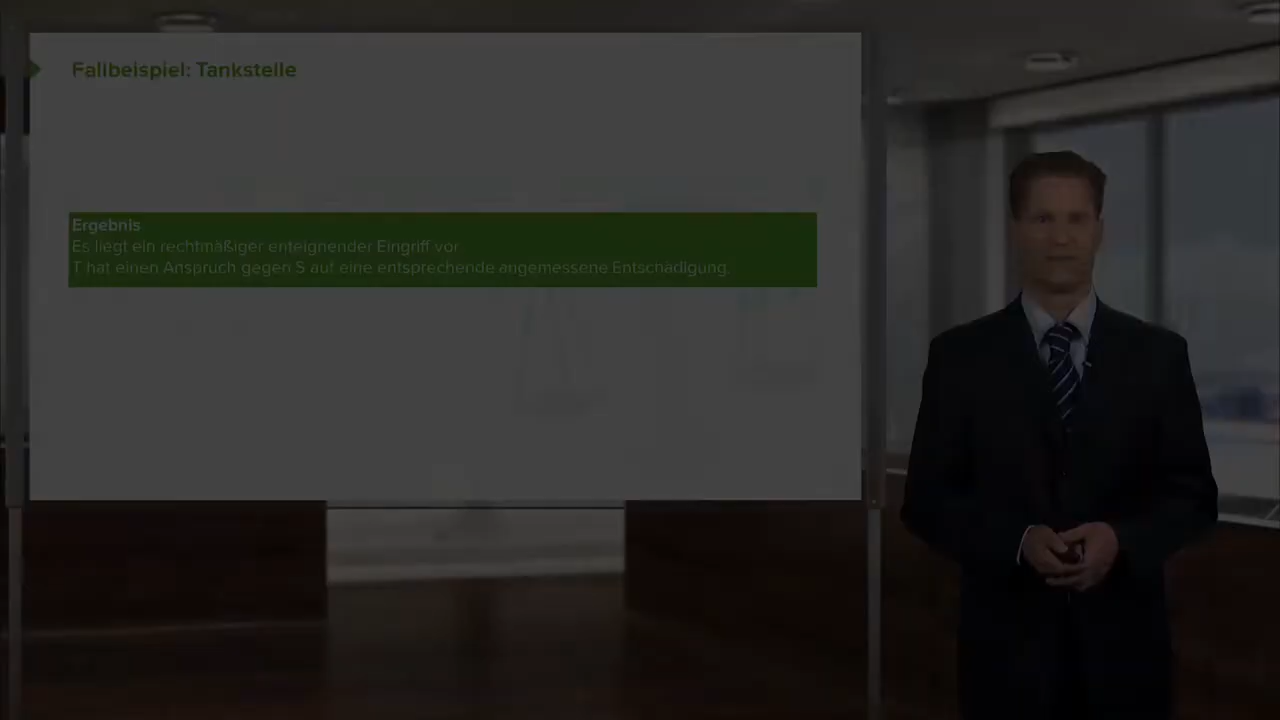 Fallbeispiel: Tankstelle
Ergebnis
Es liegt ein rechtmäßiger enteignender Eingriff vor.
T hat einen Anspruch gegen S auf eine entsprechende angemessene Entschädigung.